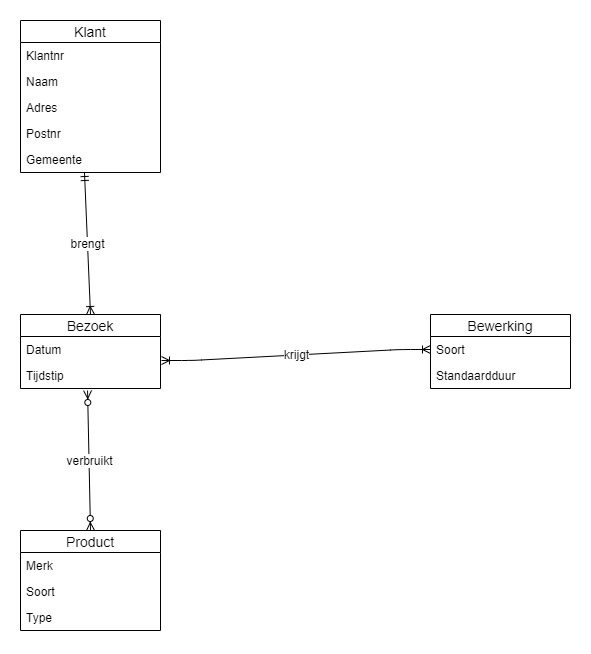 Klant
Klantnr
Naam
Adres
Postnr
Gemeente
brengt
Bezoek
Datum
Tijdstip
krijgt
Bewerking
Soort
Standaardduur
verbruikt
Product
Merk
Soort
Type